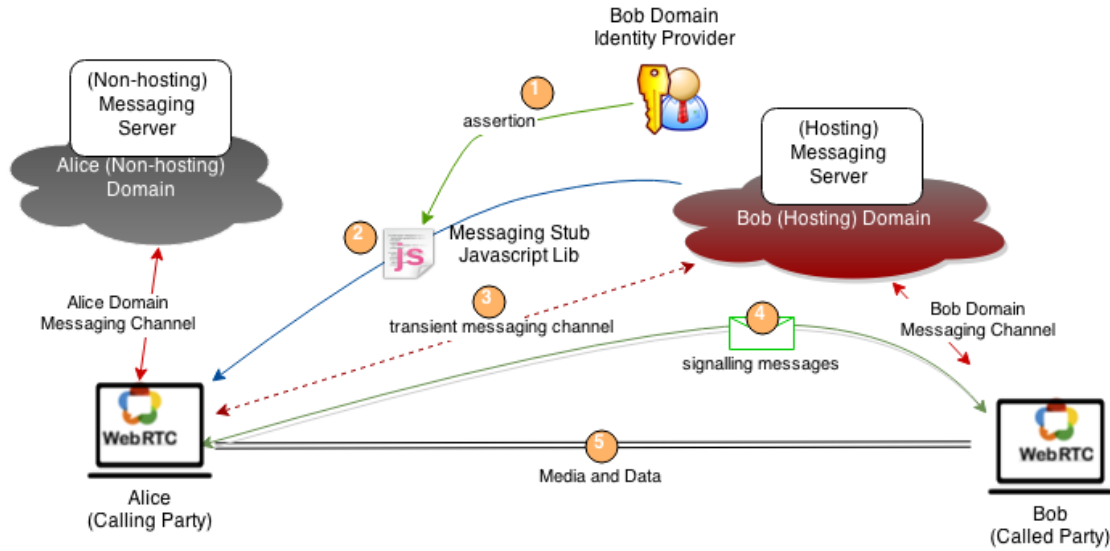 Bob Domain
Identity Provider
(Non-hosting)
Messaging
Server
Alice (Non-hosting)
Domain
1
assertion
(Hosting)
Messaging
Server
Bob (Hosting) Domain
2
js
Messaging Stub
Javascript Lib
Alice Domain
Messaging Channel
3
transient messaging channel
4
signalling messages
Bob Domain
Messaging Channel
WebRTC
5
Media and Data
WebRTC
Alice
(Calling Party)
Bob
(Called Party)